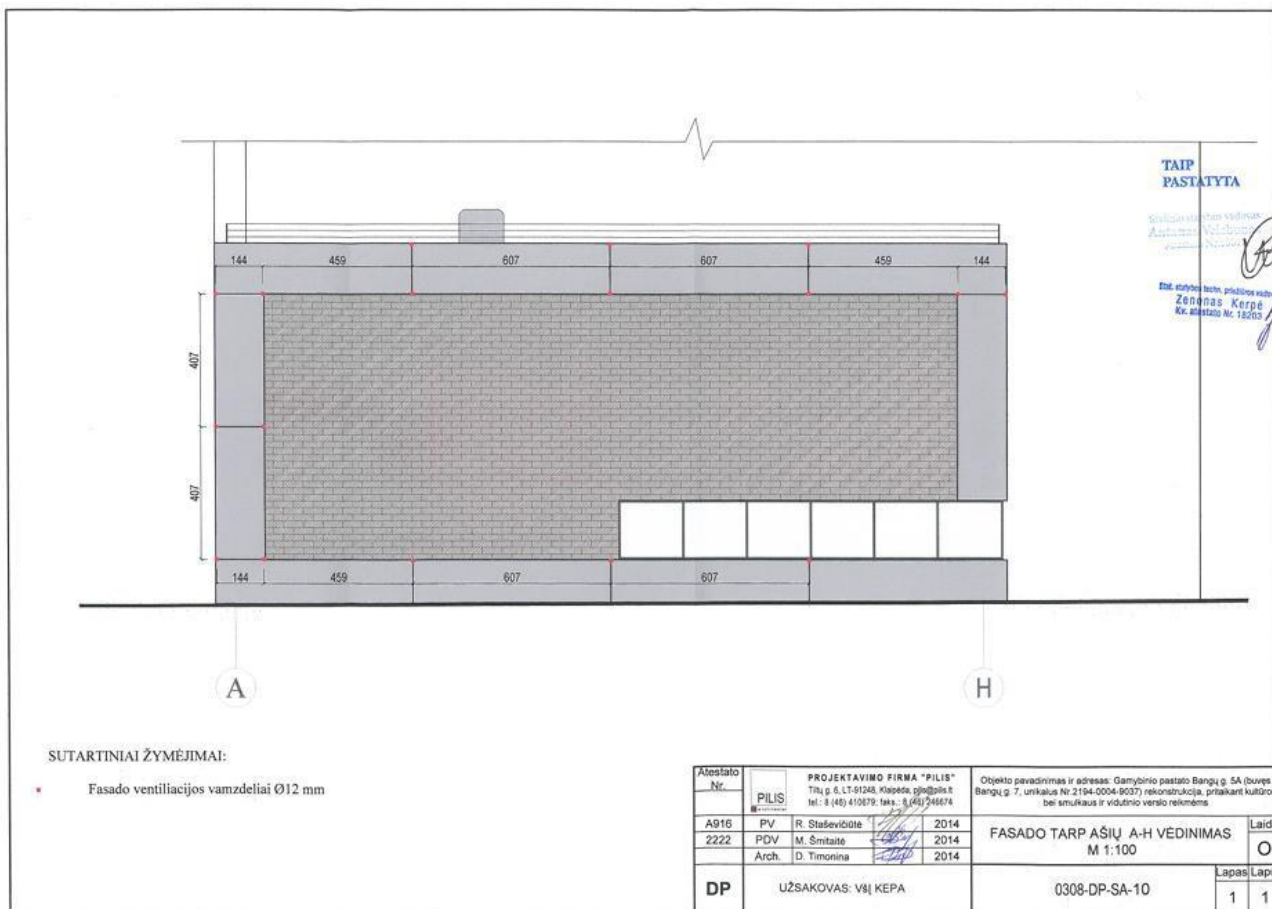 TAIP
PASTATYTA
Zenonas Kerpė
Kv. atestato Nr. 18203
144 459 607 607 459 144
407
407
144 459 607 607
A
H
SUTARTINIAI ŽYMĖJIMAI:
Fasado ventiliacijos vamzdeliai Ø12 mm
Atestato
Nr.
PILIS
PROJEKTAVIMO FIRMA "PILIS"
Tiltų g. 6, LT-91248, Klaipėda, pilis@pilis.lt
tel.: 8 (46) 410679; faks.: 8 (46) 246674
Objekto pavadinimas ir adresas: Gamybinio pastato Bangų g. 5A (buvęs
Bangų g. 7, unikalus Nr.2194-0004-9037) rekonstrukcija, pritaikant kultūros
bei smulkaus ir vidutinio verslo reikmėms
A916 PV R. Staševičiūtė 2014
2222 PDV M. Šmitaitė 2014
Arch. D. Timonina 2014
FASADO TARP AŠIŲ A-H VĖDINIMAS
M 1:100
Laid
O
DP
UŽSAKOVAS: VšĮ KEPA
0308-DP-SA-10
Lapas Lap
1 1